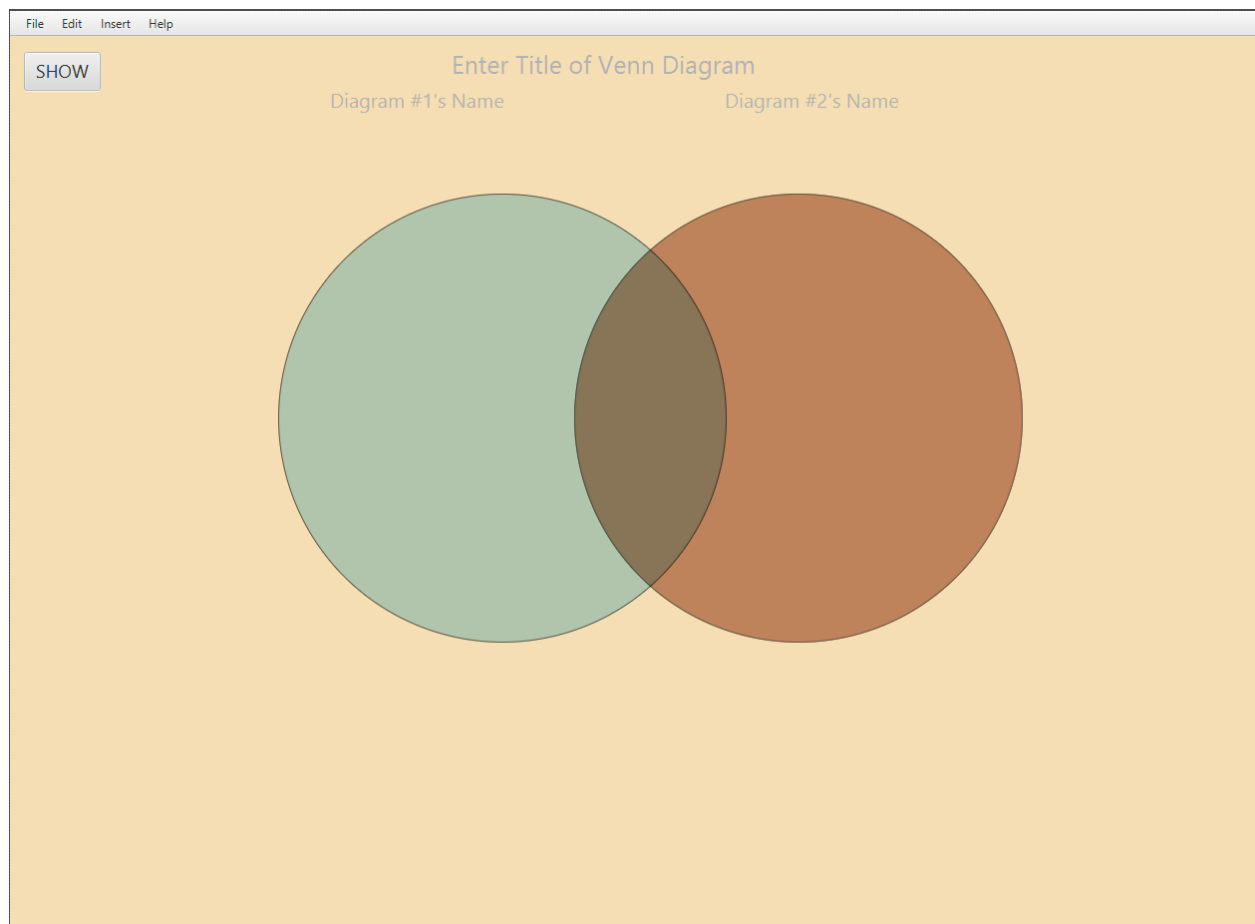 File Edit Insert Help
SHOW
Enter Title of Venn Diagram
Diagram #1's Name Diagram #2's Name